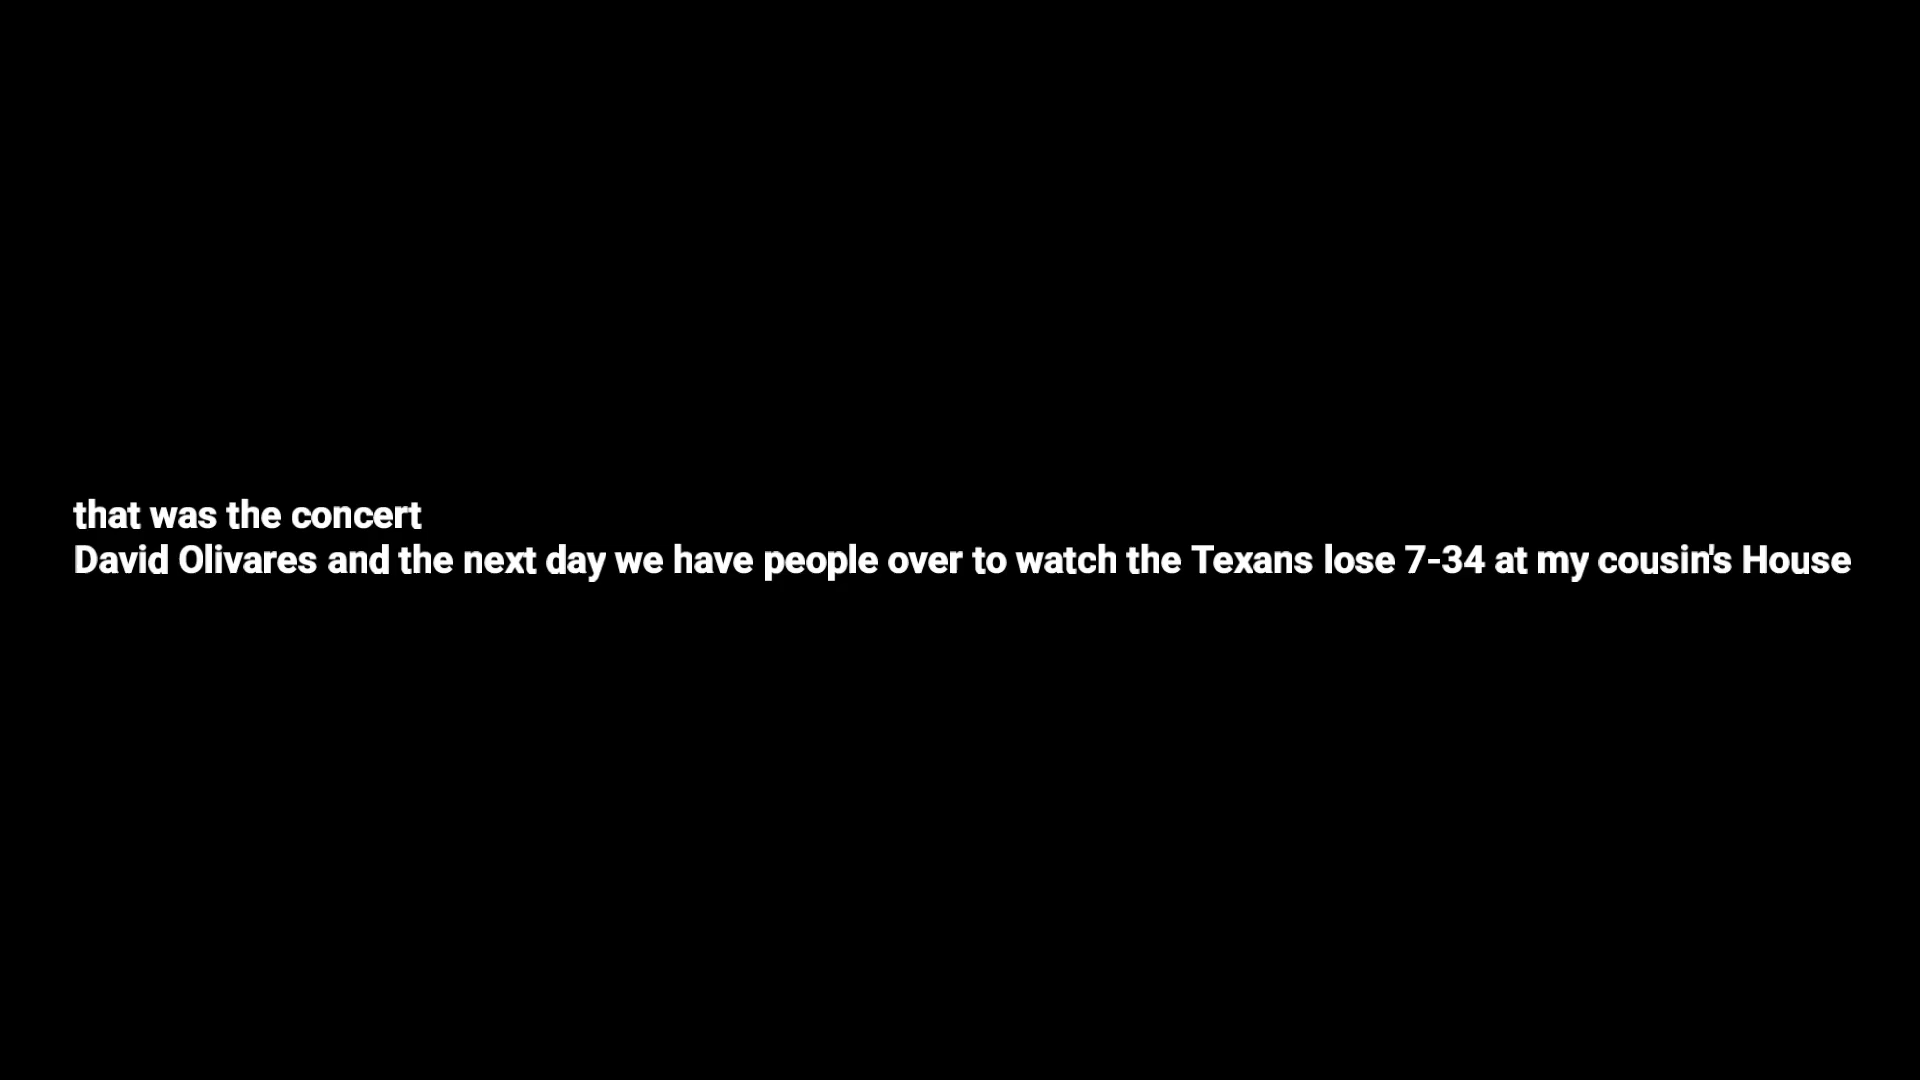 that was the concert
David Olivares and the next day we have people over to watch the Texans lose 7-34 at my cousin's House